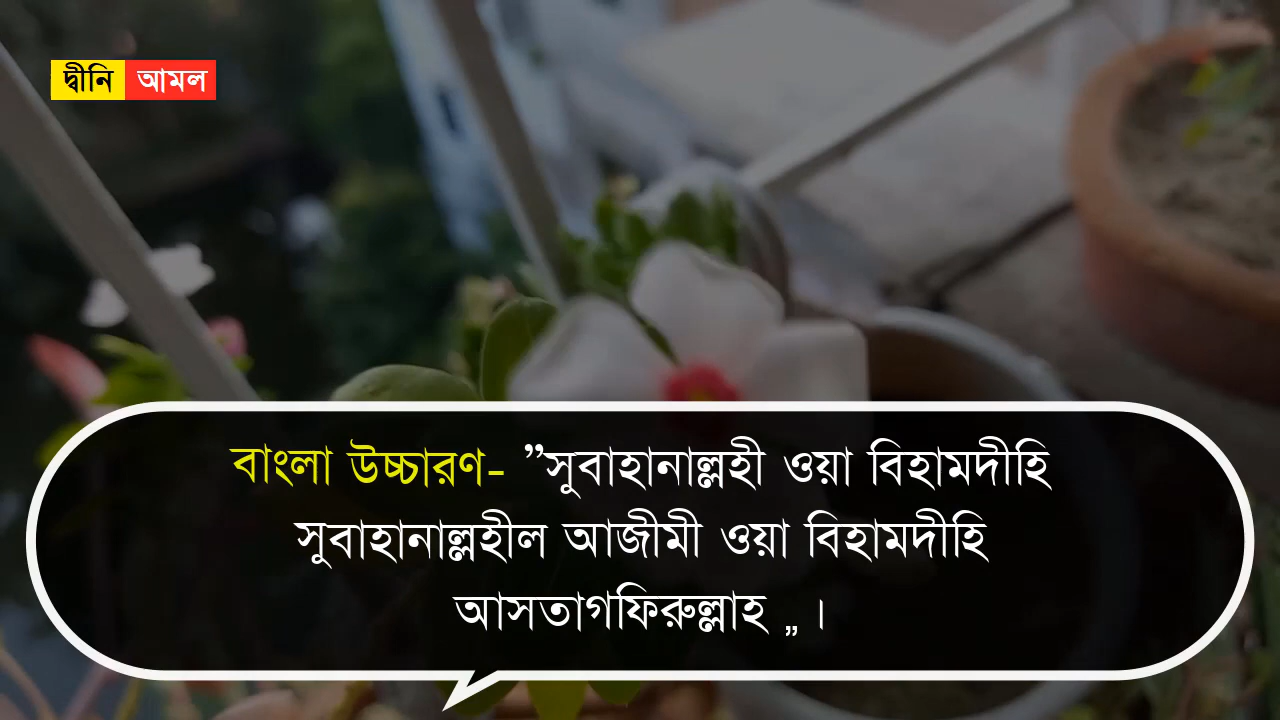 দ্বীনি আমল
বাংলা উচ্চারণ- ”সুবাহানাল্লহী ওয়া বিহামদীহি
সুবাহানাল্লহীল আজীমী ওয়া বিহামদীহি
আসতাগফিরুল্লাহ „ ।